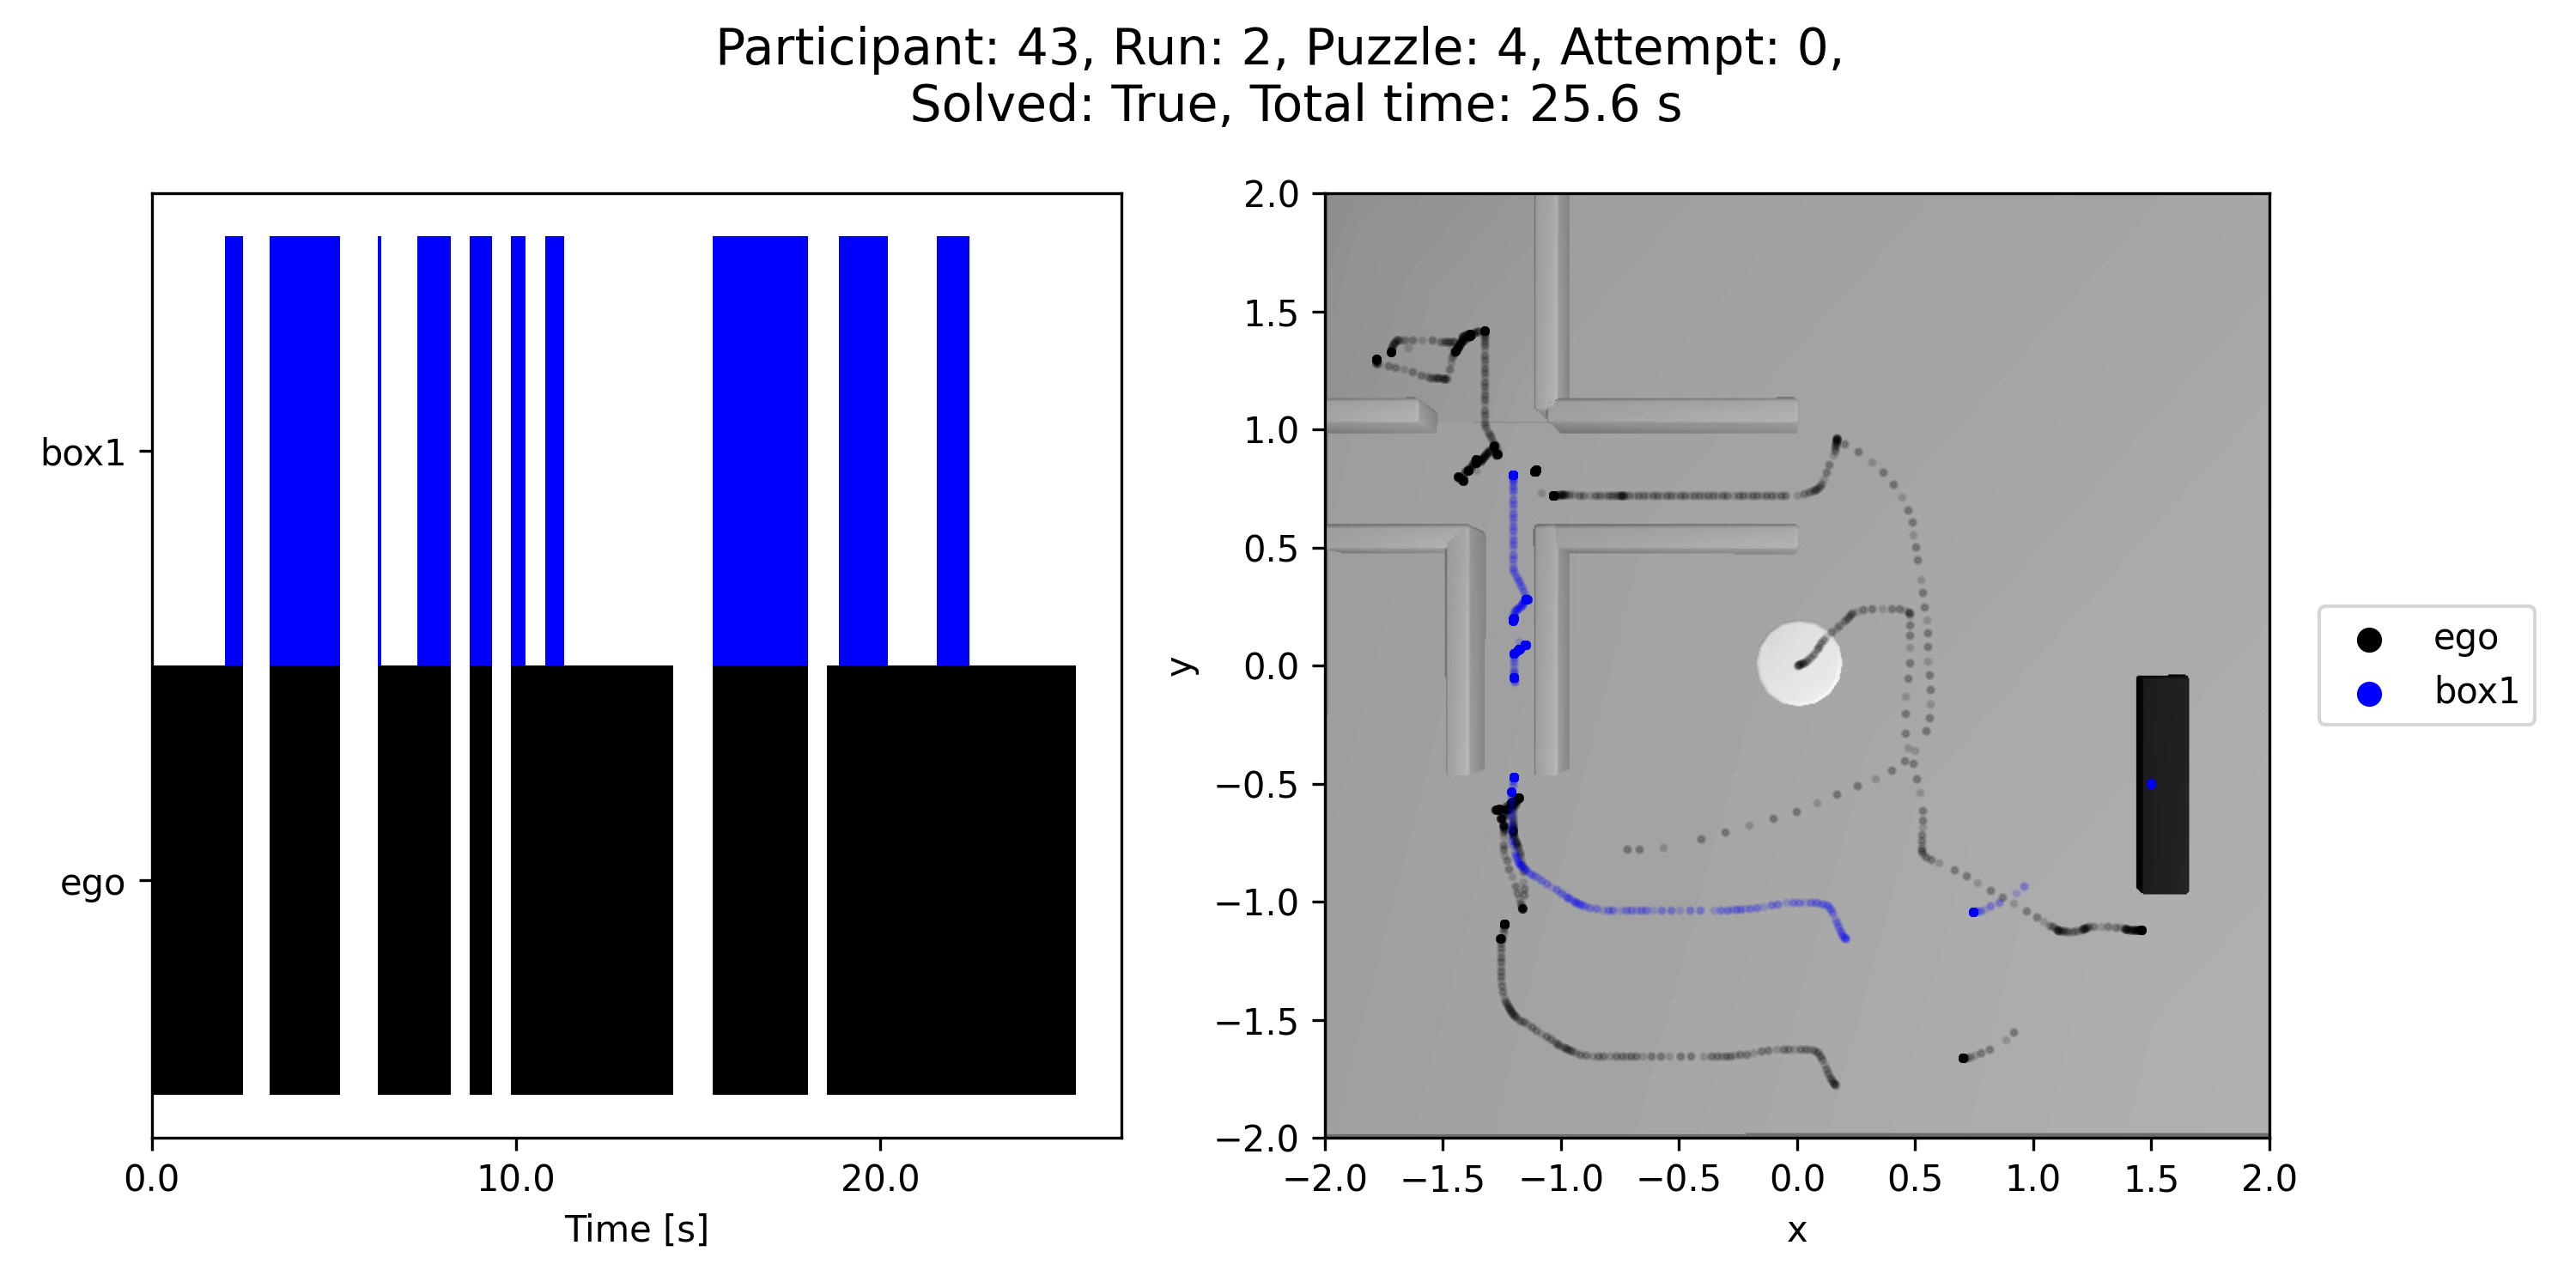 Participant: 43, Run: 2, Puzzle: 4, Attempt: 0,
Solved: True, Total time: 25.6 s
box1
ego
0.0 10.0 20.0
Time [s]
2.0
1.5
1.0
0.5
0.0
−0.5
−1.0
−1.5
−2.0
y
−2.0 −1.5 −1.0 −0.5 0.0 0.5 1.0 1.5 2.0
x
ego
box1